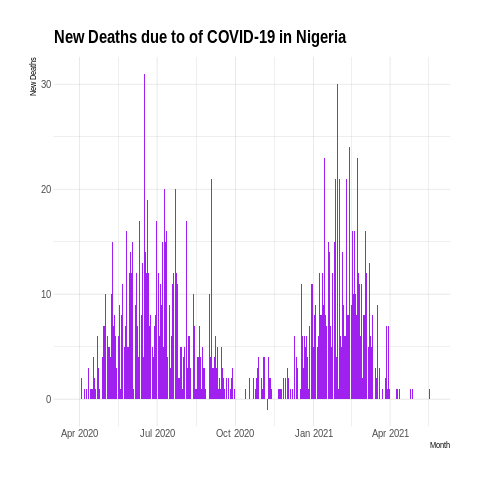 New Deaths due to of COVID-19 in Nigeria
New Deaths
30
20
10
0
Apr 2020 Jul 2020 Oct 2020 Jan 2021 Apr 2021
Month